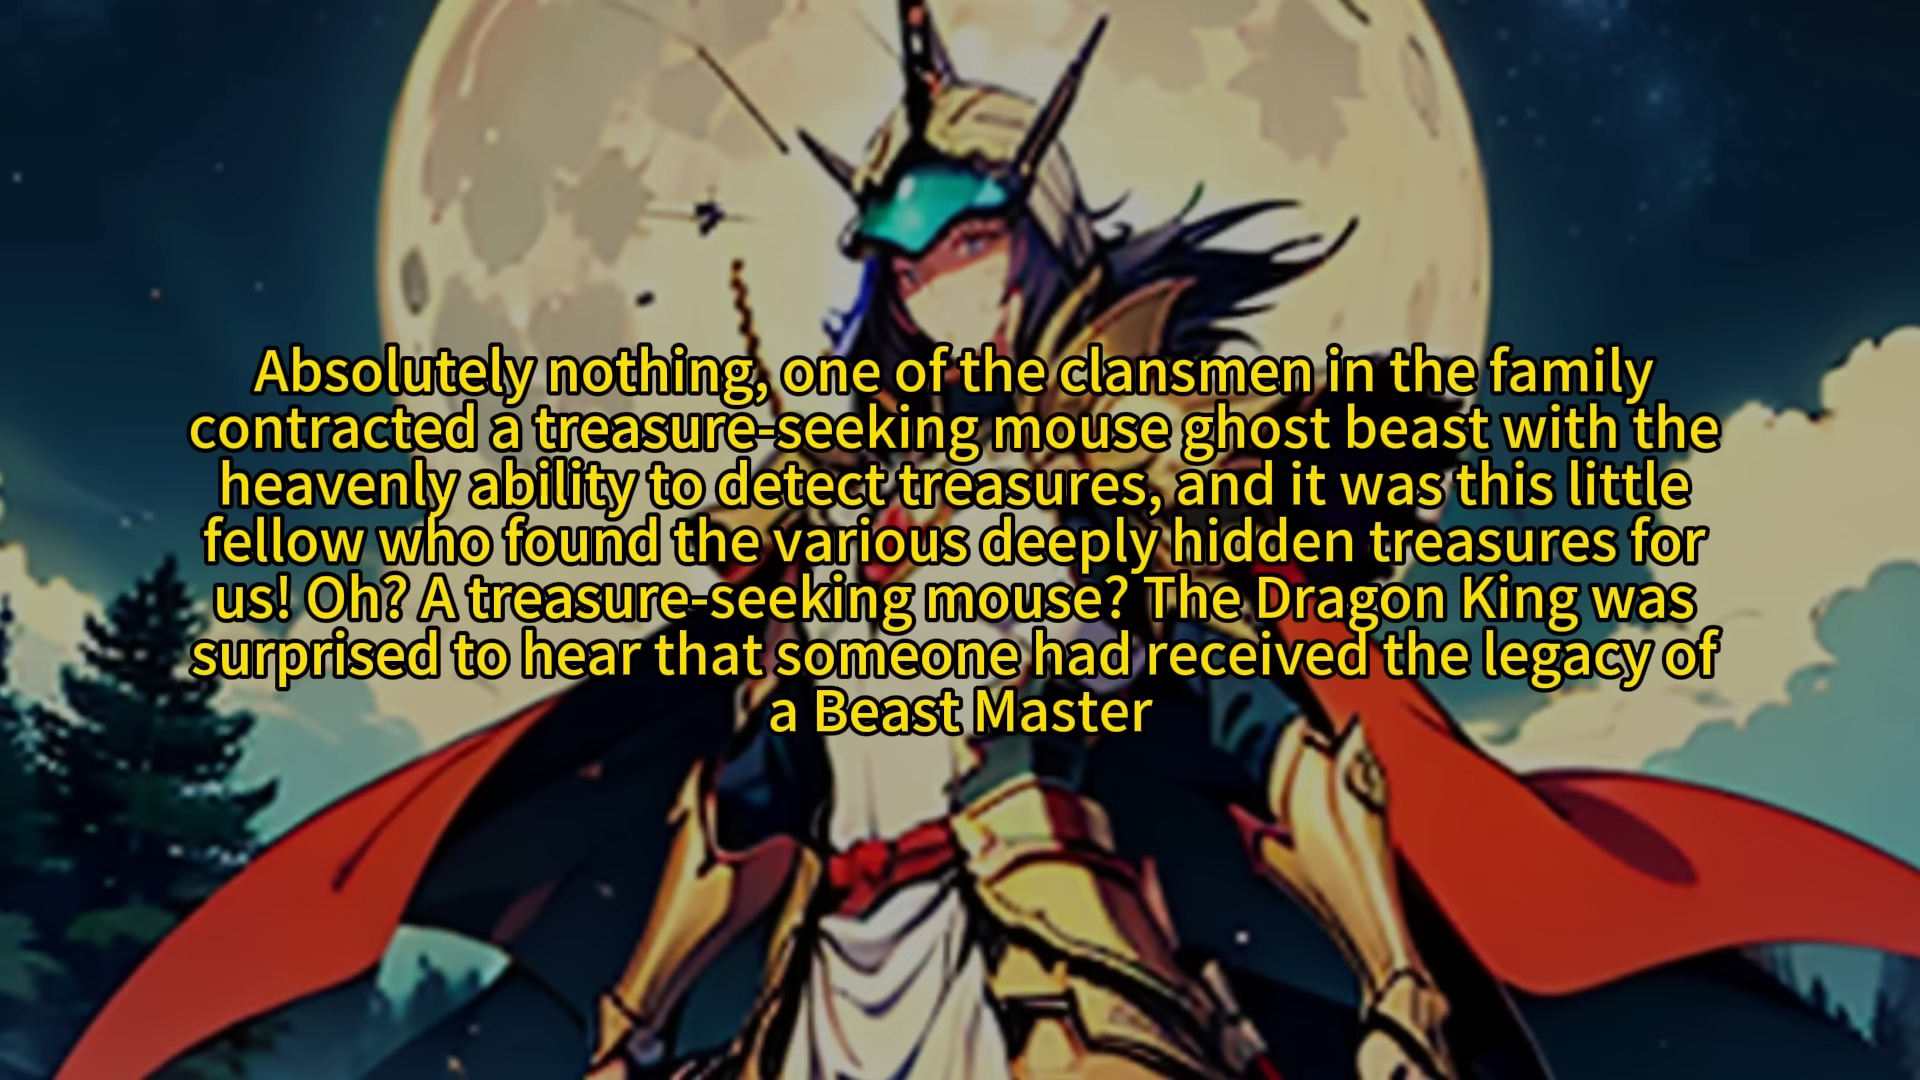 Absolutely nothing, one of the clansmen in the family
contracted a treasure-seeking mouse ghost beast with the
heavenly ability to detect treasures, and it was this little
fellow who found the various deeply hidden treasures for
us! Oh? A treasure-seeking mouse? The Dragon King was
surprised to hear that someone had received the legacy of
a Beast Master